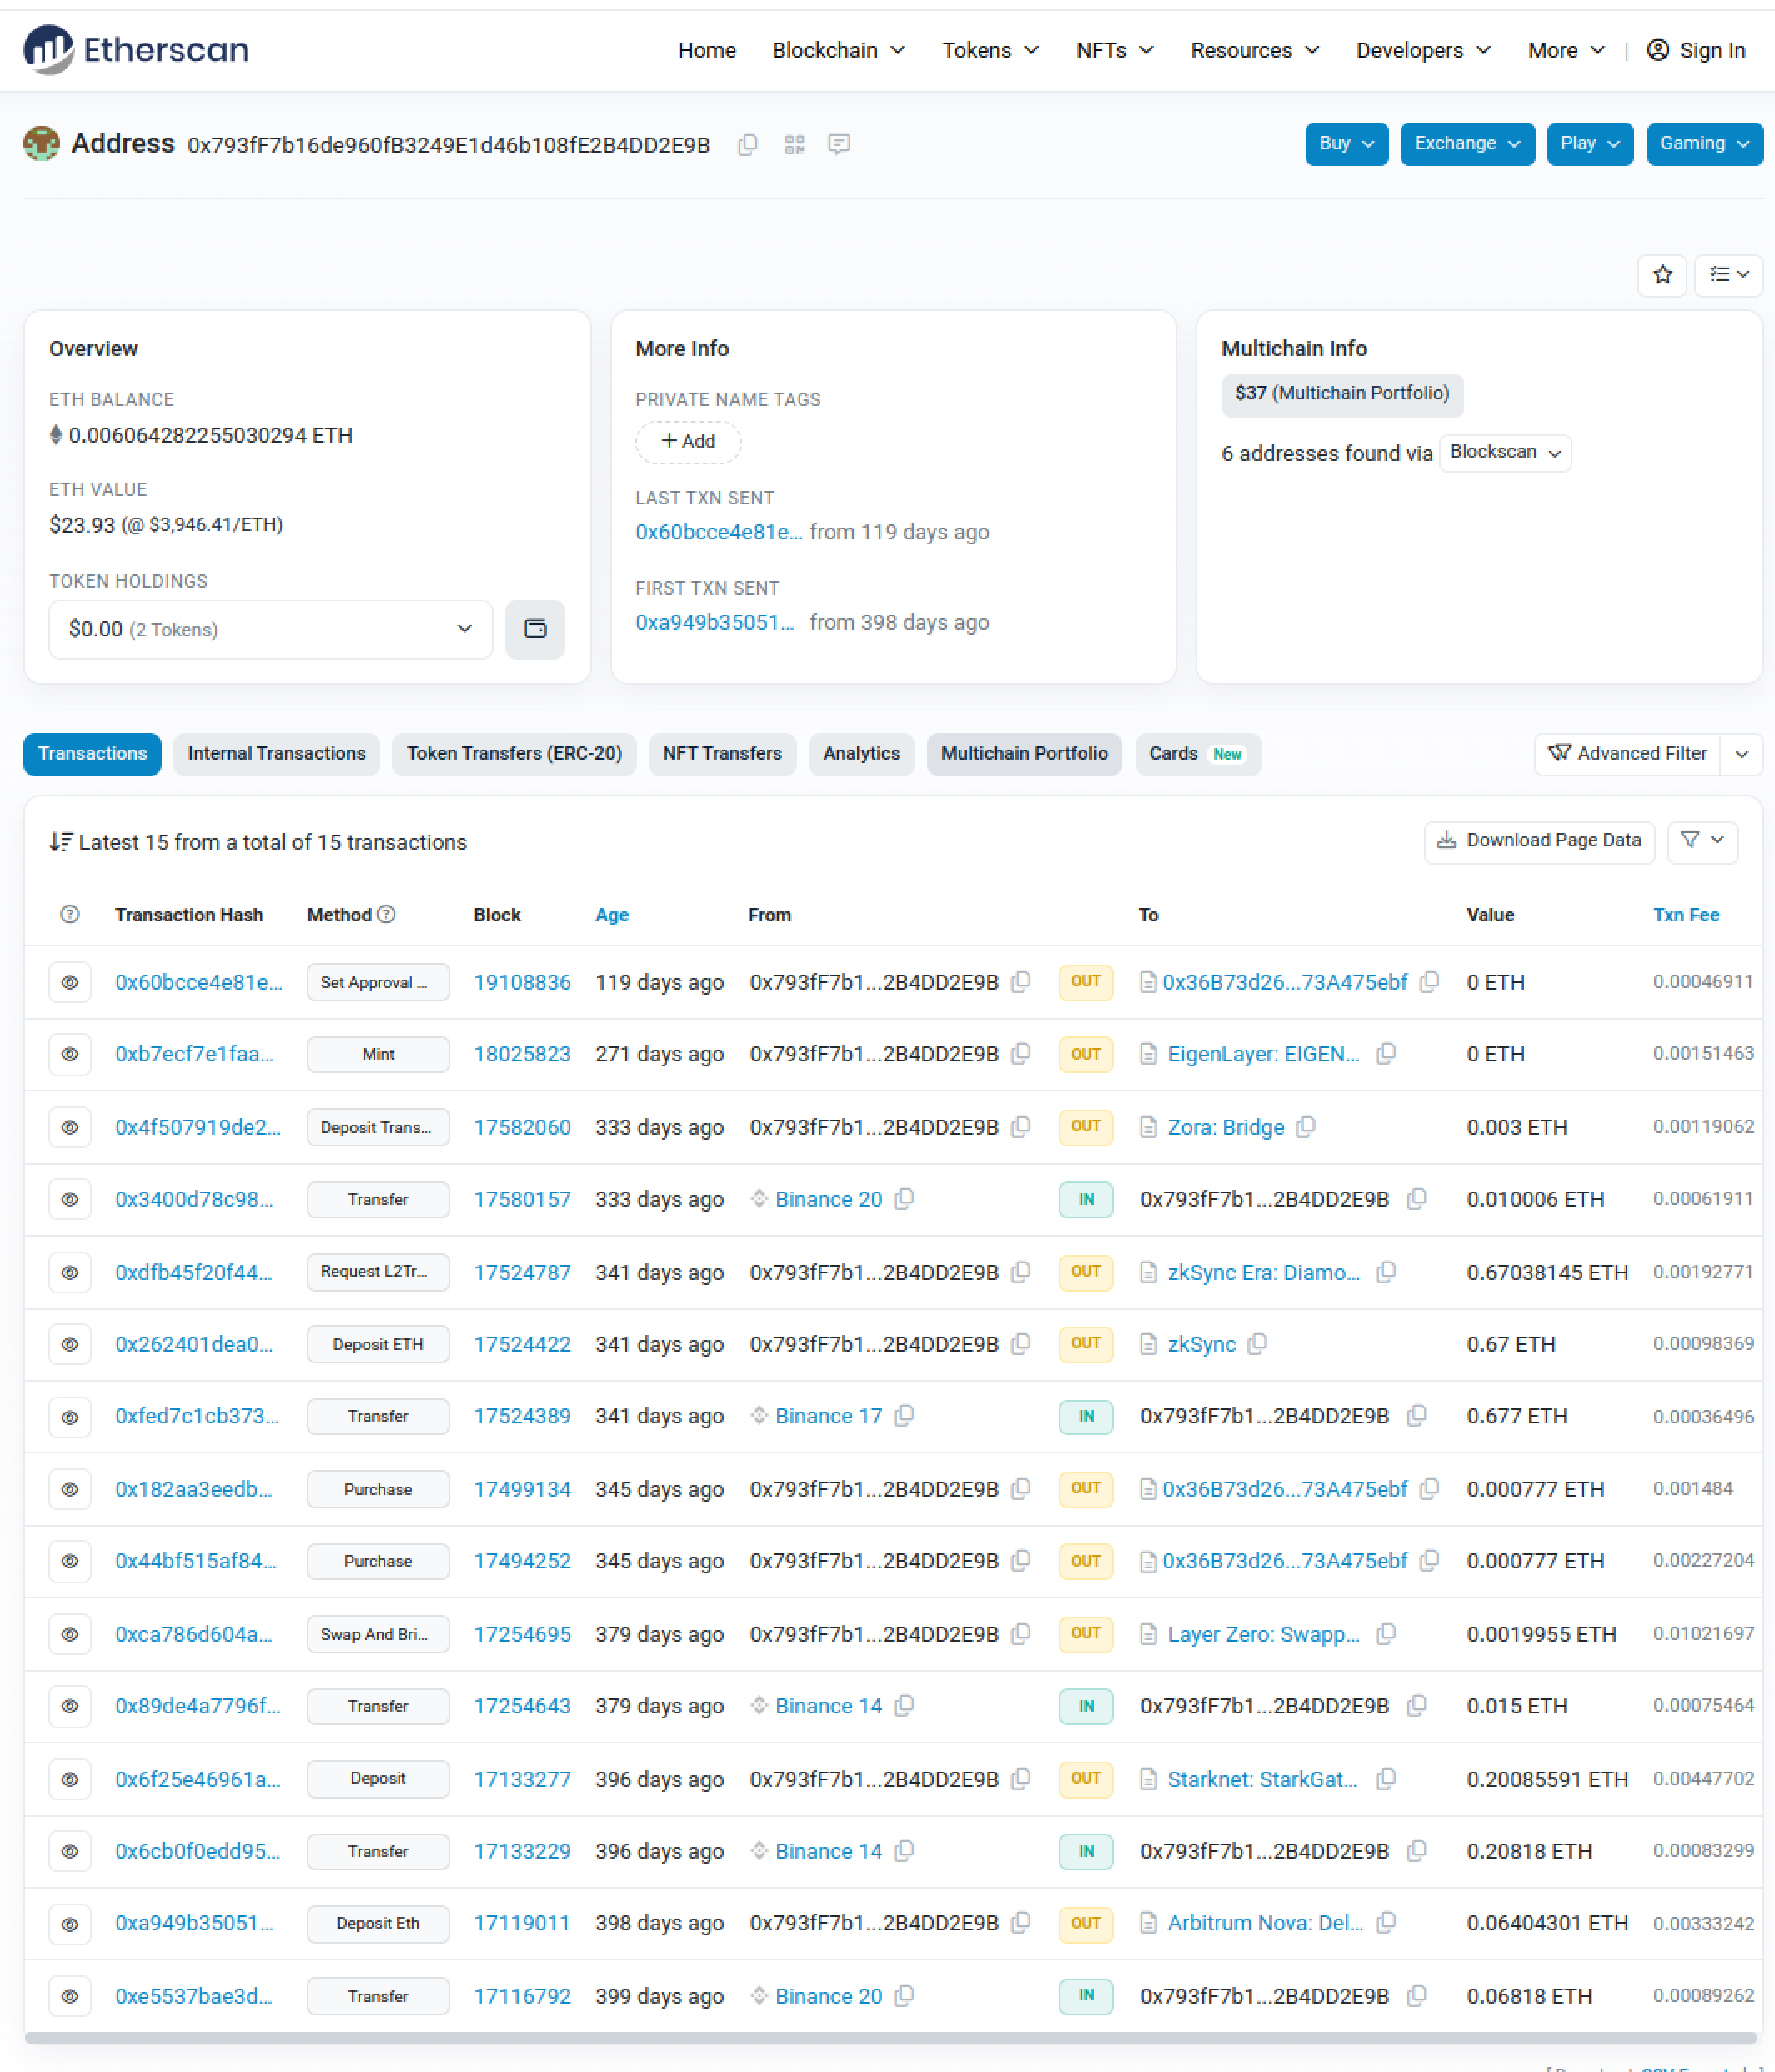 Etherscan
Home Blockchain Tokens NFTs Resources Developers More | Sign In
Address 0x793fF7b16de960fB3249E1d46b108fE2B4DD2E9B
Buy Exchange Play Gaming
Overview
ETH BALANCE
0.006064282255030294 ETH
ETH VALUE
$23.93 (@ $3,946.41/ETH)
TOKEN HOLDINGS
$0.00 (2 Tokens)
More Info
PRIVATE NAME TAGS
+ Add
LAST TXN SENT
0x60bcce4e81e... from 119 days ago
FIRST TXN SENT
0xa949b35051... from 398 days ago
Multichain Info
$37 (Multichain Portfolio)
6 addresses found via Blockscan
Transactions Internal Transactions Token Transfers (ERC-20) NFT Transfers Analytics Multichain Portfolio Cards New Advanced Filter
Latest 15 from a total of 15 transactions Download Page Data
Transaction Hash Method Block Age From To Value Txn Fee
0x60bcce4e81e... Set Approval ... 19108836 119 days ago 0x793fF7b1...2B4DD2E9B OUT 0x36B73d26...73A475ebf 0 ETH 0.00046911
0xb7ecf7e1faa... Mint 18025823 271 days ago 0x793fF7b1...2B4DD2E9B OUT EigenLayer: EIGEN... 0 ETH 0.00151463
0x4f507919de2... Deposit Trans... 17582060 333 days ago 0x793fF7b1...2B4DD2E9B OUT Zora: Bridge 0.003 ETH 0.00119062
0x3400d78c98... Transfer 17580157 333 days ago Binance 20 IN 0x793fF7b1...2B4DD2E9B 0.010006 ETH 0.00061911
0xdfb45f20f44... Request L2Tr... 17524787 341 days ago 0x793fF7b1...2B4DD2E9B OUT zkSync Era: Diamo... 0.67038145 ETH 0.00192771
0x262401dea0... Deposit ETH 17524422 341 days ago 0x793fF7b1...2B4DD2E9B OUT zkSync 0.67 ETH 0.00098369
0xfed7c1cb373... Transfer 17524389 341 days ago Binance 17 IN 0x793fF7b1...2B4DD2E9B 0.677 ETH 0.00036496
0x182aa3eedb... Purchase 17499134 345 days ago 0x793fF7b1...2B4DD2E9B OUT 0x36B73d26...73A475ebf 0.000777 ETH 0.001484
0x44bf515af84... Purchase 17494252 345 days ago 0x793fF7b1...2B4DD2E9B OUT 0x36B73d26...73A475ebf 0.000777 ETH 0.00227204
0xca786d604a... Swap And Bri... 17254695 379 days ago 0x793fF7b1...2B4DD2E9B OUT Layer Zero: Swapp... 0.0019955 ETH 0.01021697
0x89de4a7796f... Transfer 17254643 379 days ago Binance 14 IN 0x793fF7b1...2B4DD2E9B 0.015 ETH 0.00075464
0x6f25e46961a... Deposit 17133277 396 days ago 0x793fF7b1...2B4DD2E9B OUT Starknet: StarkGat... 0.20085591 ETH 0.00447702
0x6cb0f0edd95... Transfer 17133229 396 days ago Binance 14 IN 0x793fF7b1...2B4DD2E9B 0.20818 ETH 0.00083299
0xa949b35051... Deposit Eth 17119011 398 days ago 0x793fF7b1...2B4DD2E9B OUT Arbitrum Nova: Del... 0.06404301 ETH 0.00333242
0xe5537bae3d... Transfer 17116792 399 days ago Binance 20 IN 0x793fF7b1...2B4DD2E9B 0.06818 ETH 0.00089262